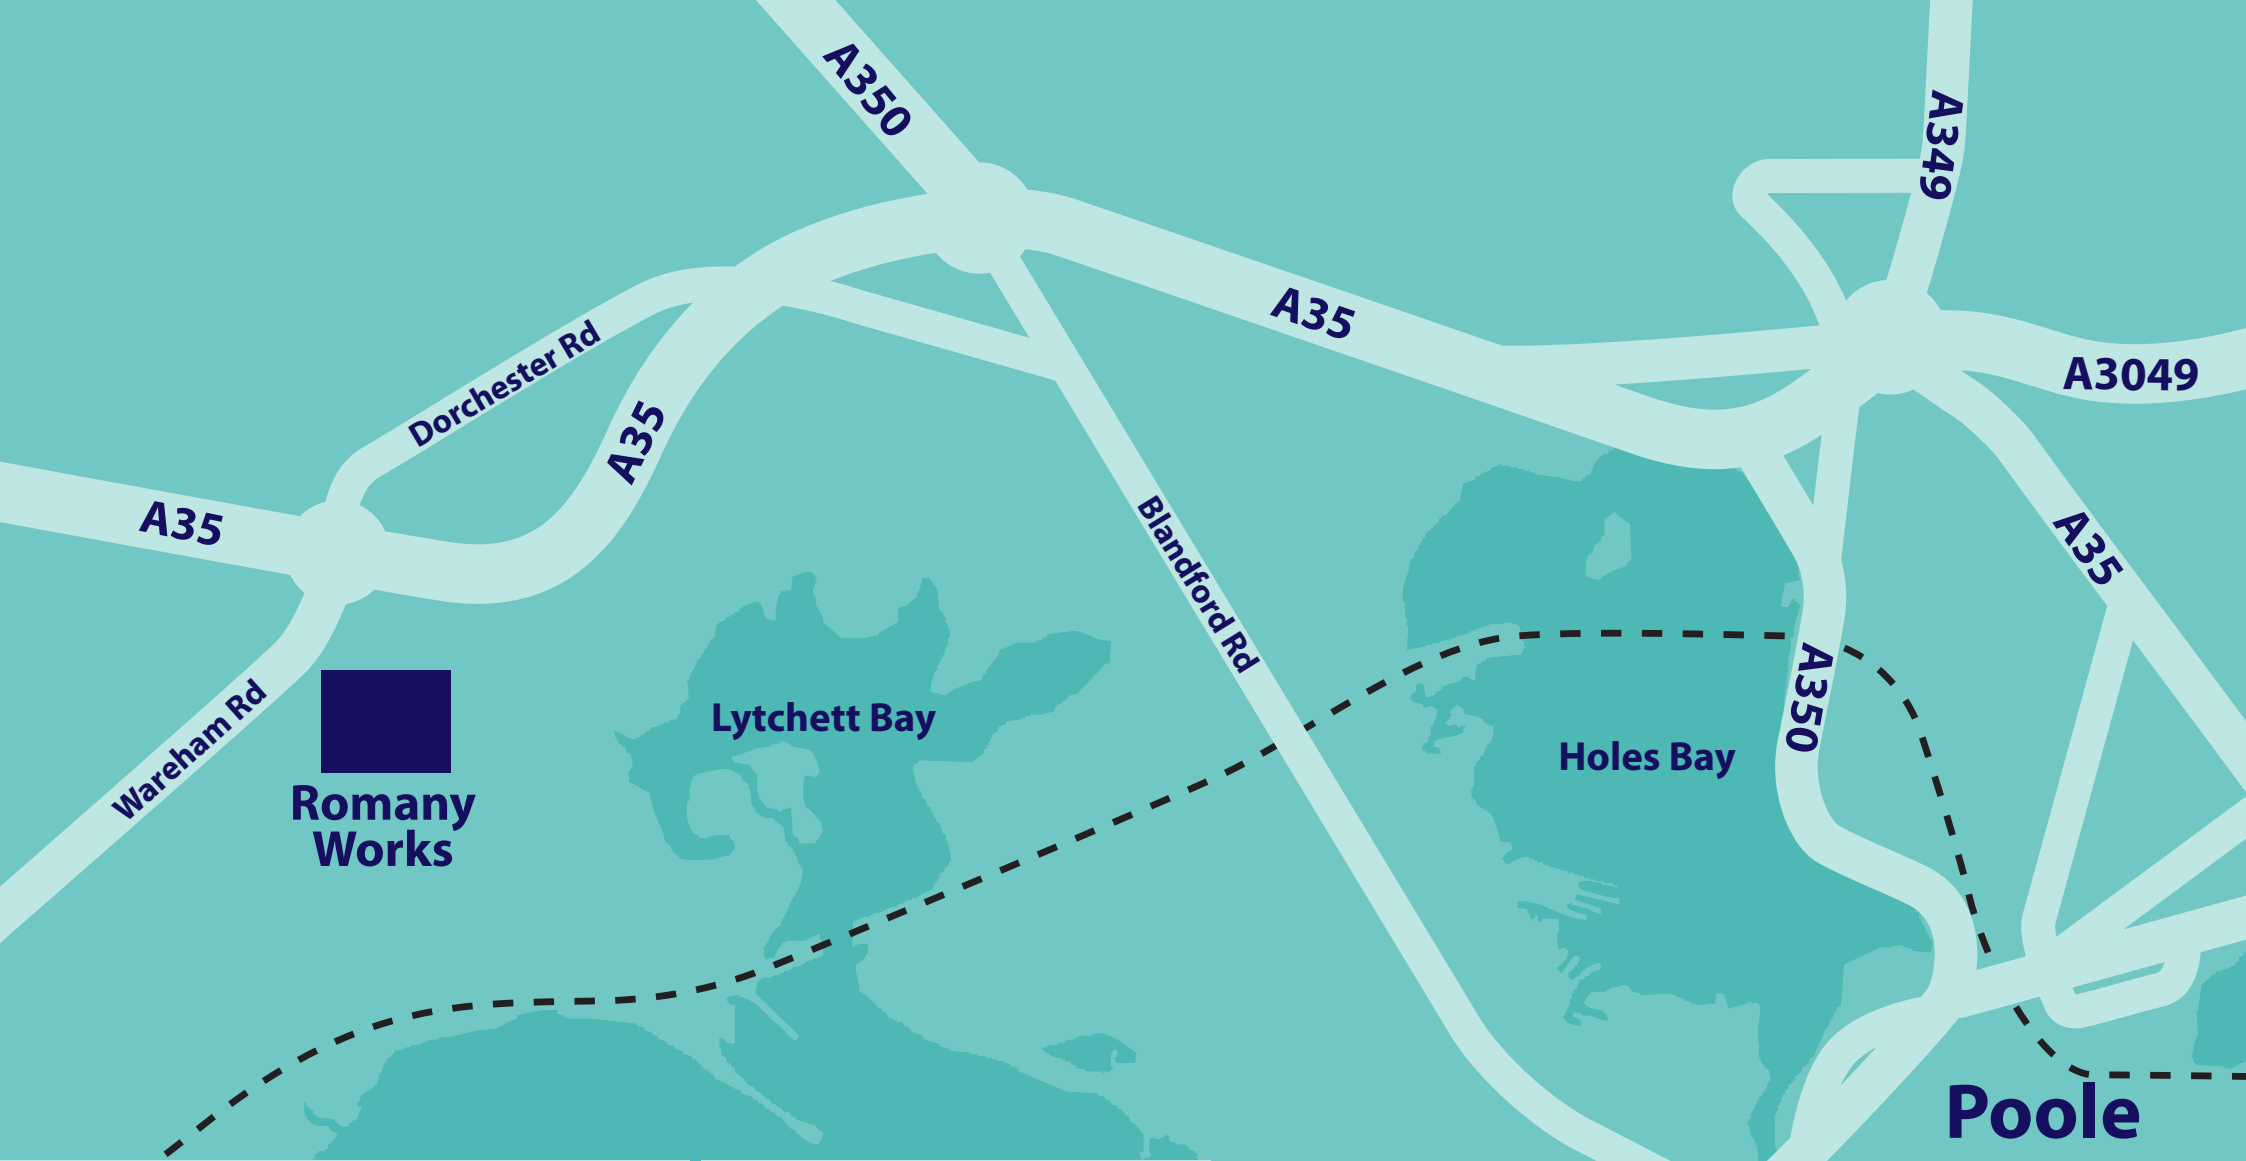 A350
A349
A35
A3049
Dorchester Rd
A35
A35
A35
Blandford Rd
A350
Wareham Rd
Lytchett Bay
Holes Bay
Romany
Works
Poole